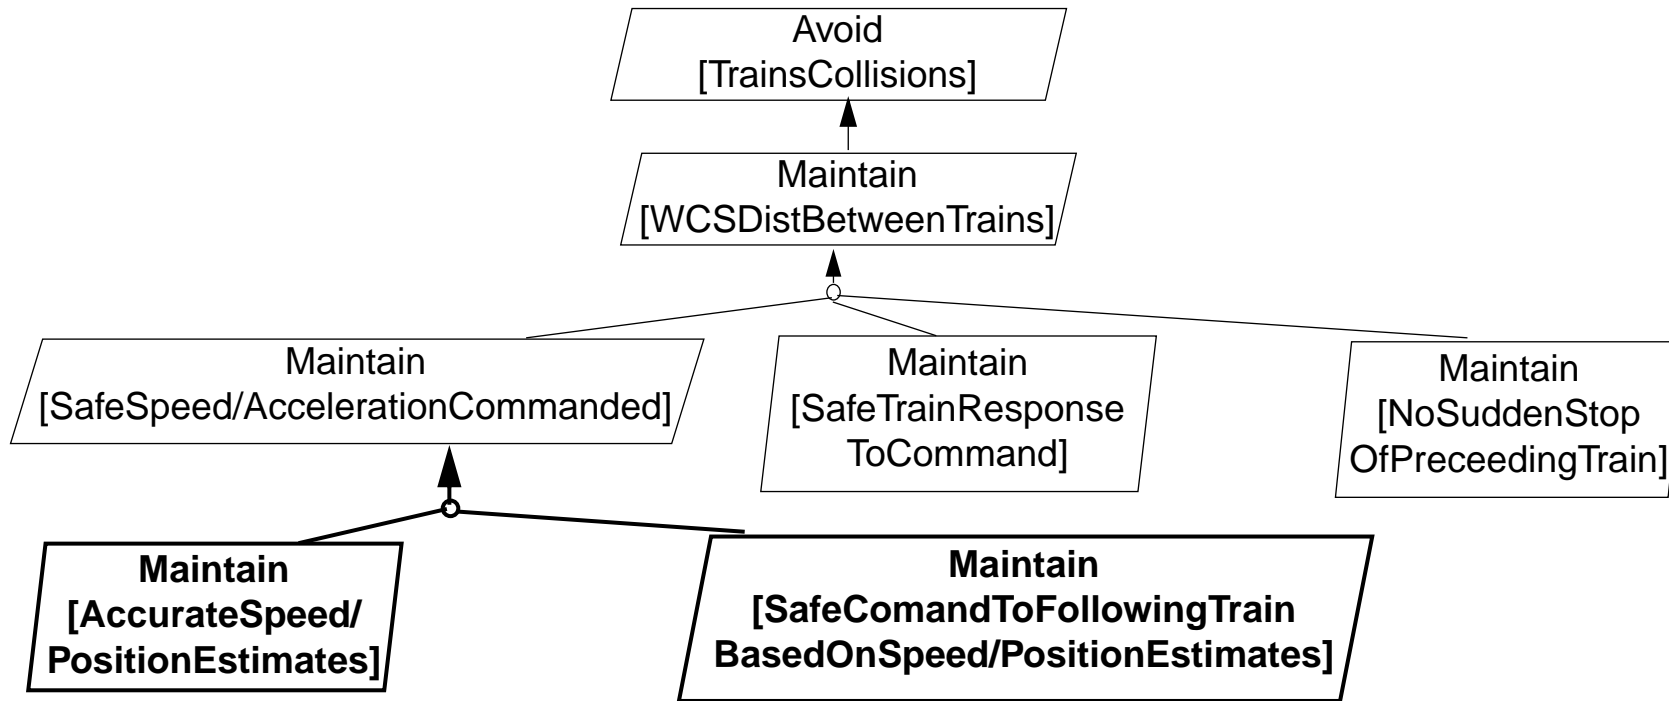 Avoid
[TrainsCollisions]
Maintain
[WCSDistBetweenTrains]
Maintain
[SafeSpeed/AccelerationCommanded]
Maintain
[SafeTrainResponse
ToCommand]
Maintain
[NoSuddenStop
OfPreceedingTrain]
Maintain
[AccurateSpeed/
PositionEstimates]
Maintain
[SafeComandToFollowingTrain
BasedOnSpeed/PositionEstimates]